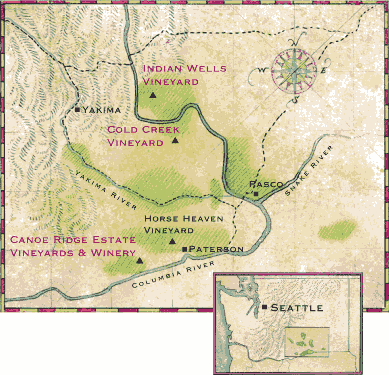 INDIAN WELLS
VINEYARD
W
E
S
YAKIMA
COLD CREEK
VINEYARD
YAKIMA RIVER
PASCO
SNAKE RIVER
HORSE HEAVEN
VINEYARD
CANOE RIDGE ESTATE
VINEYARDS & WINERY
PATERSON
COLUMBIA RIVER
SEATTLE